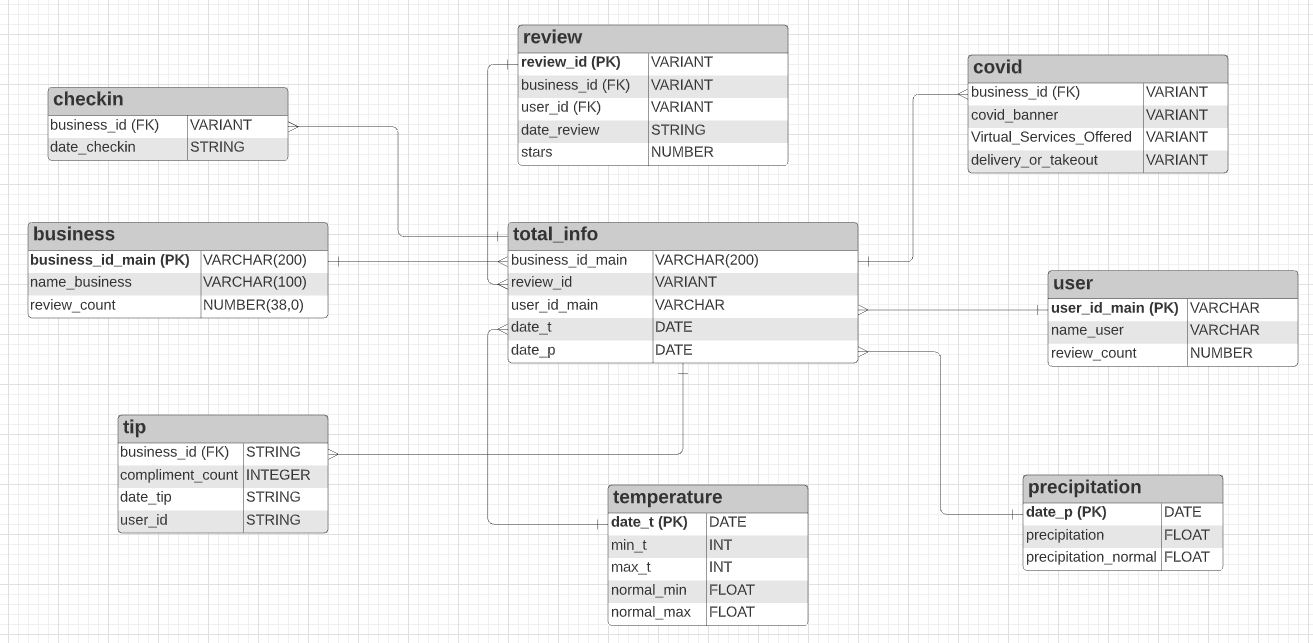 review
review_id (PK) VARIANT
business_id (FK) VARIANT
user_id (FK) VARIANT
date_review STRING
stars NUMBER
covid
business_id (FK) VARIANT
covid_banner VARIANT
Virtual_Services_Offered VARIANT
delivery_or_takeout VARIANT
checkin
business_id (FK) VARIANT
date_checkin STRING
business
business_id_main (PK) VARCHAR(200)
name_business VARCHAR(100)
review_count NUMBER(38,0)
total_info
business_id_main VARCHAR(200)
review_id VARIANT
user_id_main VARCHAR
date_t DATE
date_p DATE
user
user_id_main (PK) VARCHAR
name_user VARCHAR
review_count NUMBER
tip
business_id (FK) STRING
compliment_count INTEGER
date_tip STRING
user_id STRING
temperature
date_t (PK) DATE
min_t INT
max_t INT
normal_min FLOAT
normal_max FLOAT
precipitation
date_p (PK) DATE
precipitation FLOAT
precipitation_normal FLOAT